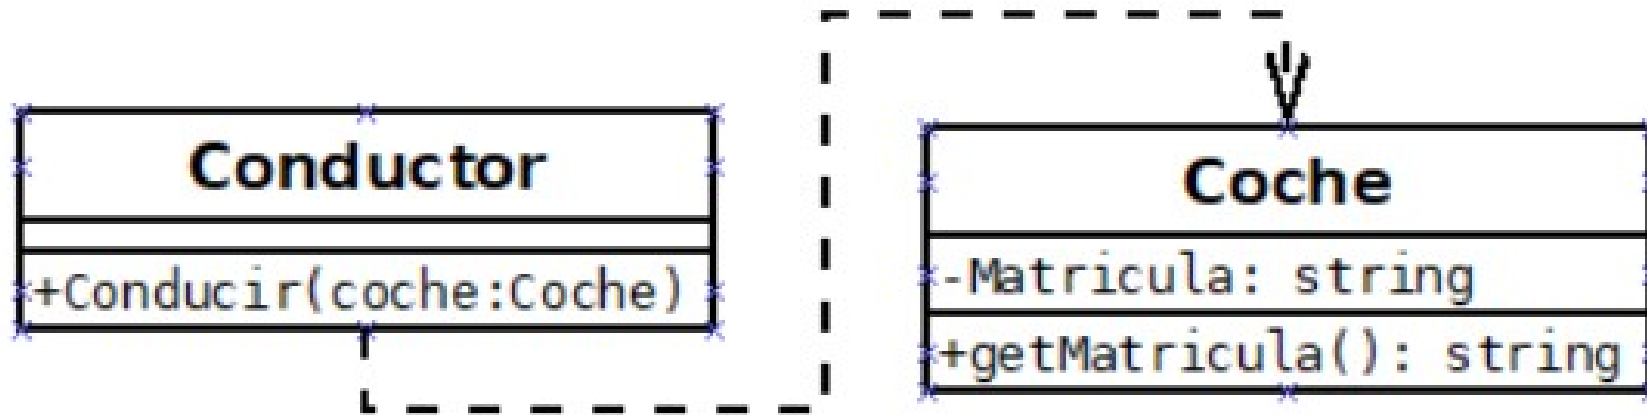 Conductor
+Conducir(coche:Coche)
Coche
-Matricula: string
+getMatricula(): string